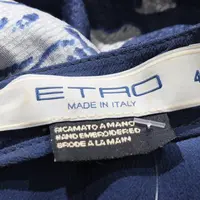 ETRO
MADE IN ITALY
4
RICAMATO A MANO
HAND EMBROIDERED
BRODE A LA MAIN